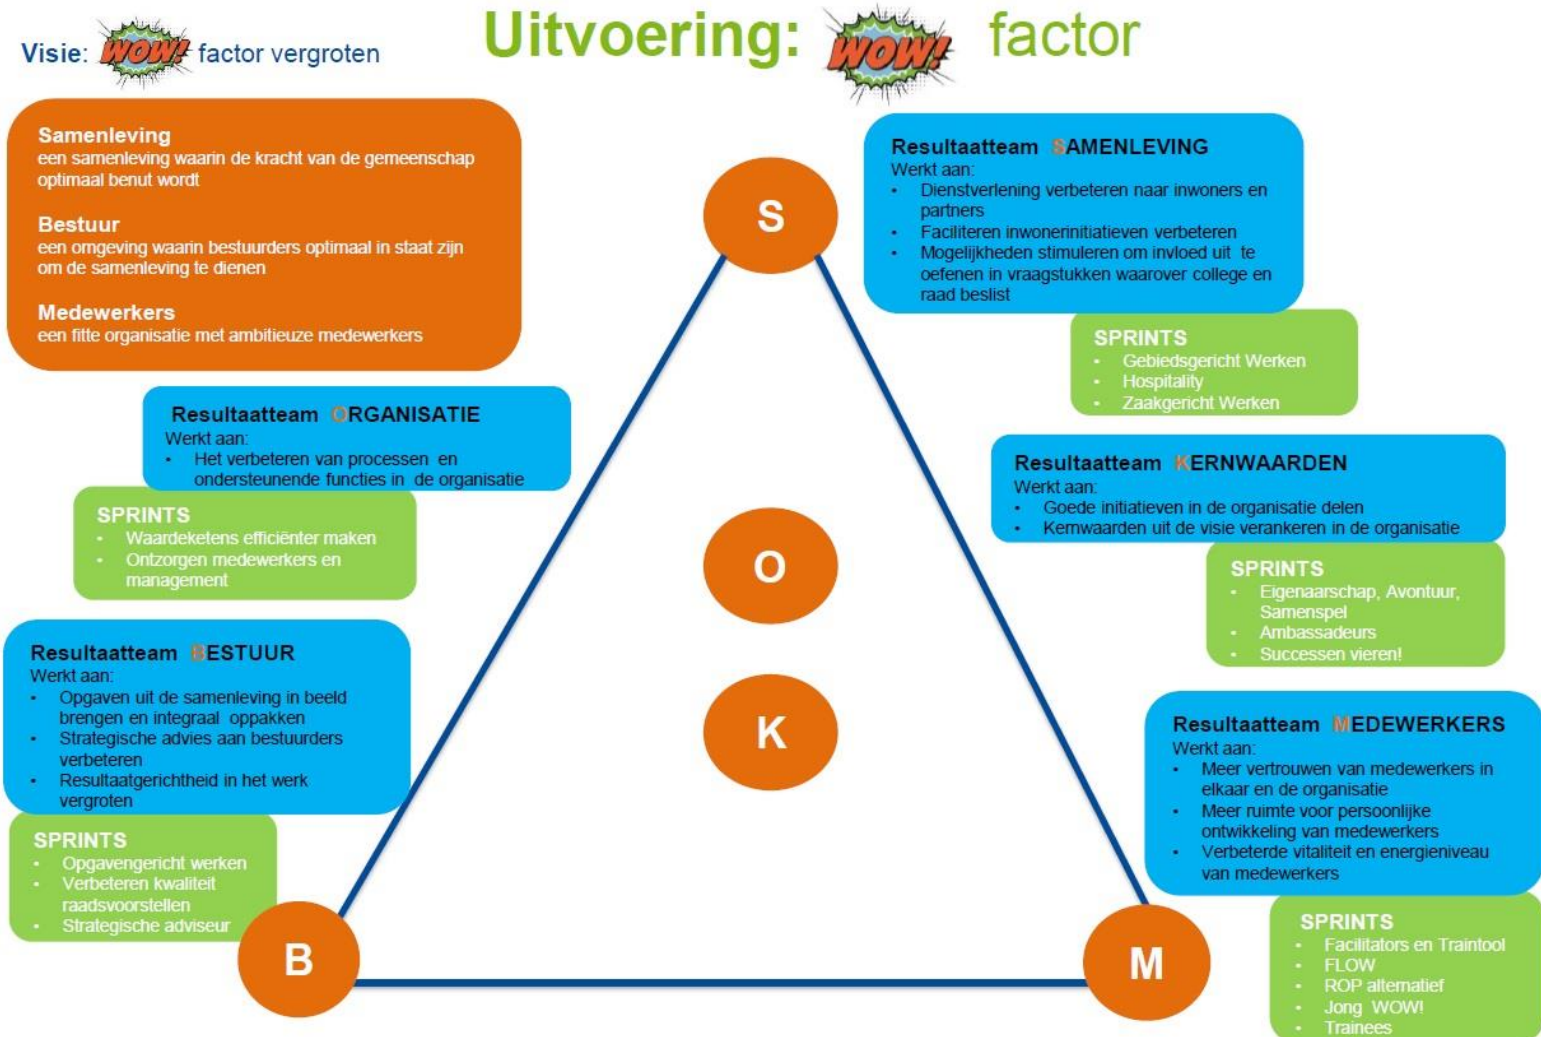 Visie: WOW! factor vergroten
Uitvoering: WOW! factor
Samenleving
een samenleving waarin de kracht van de gemeenschap
optimaal benut wordt
Bestuur
een omgeving waarin bestuurders optimaal in staat zijn
om de samenleving te dienen
Medewerkers
een fitte organisatie met ambitieuze medewerkers
Resultaatteam ORGANISATIE
Werkt aan:
• Het verbeteren van processen en
ondersteunende functies in de organisatie
SPRINTS
• Waardeketens efficiënter maken
• Ontzorgen medewerkers en
management
Resultaatteam BESTUUR
Werkt aan:
• Opgaven uit de samenleving in beeld
brengen en integraal oppakken
• Strategische advies aan bestuurders
verbeteren
• Resultaatgerichtheid in het werk
vergroten
SPRINTS
• Opgavengericht werken
• Verbeteren kwaliteit
raadsvoorstellen
• Strategische adviseur
S
O
K
B
M
Resultaatteam SAMENLEVING
Werkt aan:
• Dienstverlening verbeteren naar inwoners en
partners
• Faciliteren inwonerinitiatieven verbeteren
• Mogelijkheden stimuleren om invloed uit te
oefenen in vraagstukken waarover college en
raad beslist
SPRINTS
• Gebiedsgericht Werken
• Hospitality
• Zaakgericht Werken
Resultaatteam KERNWAARDEN
Werkt aan:
• Goede initiatieven in de organisatie delen
• Kernwaarden uit de visie verankeren in de organisatie
SPRINTS
• Eigenaarschap, Avontuur,
Samenspel
• Ambassadeurs
• Successen vieren!
Resultaatteam MEDEWERKERS
Werkt aan:
• Meer vertrouwen van medewerkers in
elkaar en de organisatie
• Meer ruimte voor persoonlijke
ontwikkeling van medewerkers
• Verbeterde vitaliteit en energieniveau
van medewerkers
SPRINTS
• Facilitators en Traintool
• FLOW
• ROP alternatief
• Jong WOW!
• Trainees